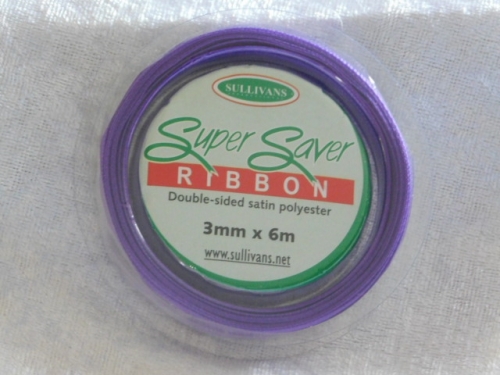 SULLIVANS
Super Saver
RIBBON
Double-sided satin polyester
3mm x 6m
www.sullivans.net